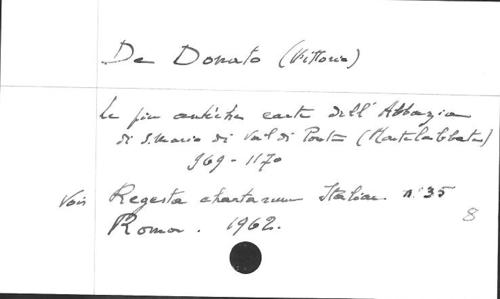 De Donato (Vittorio)
Le piu antiche carte dell' Abbazia
di S. Maria di Val di Ponte (Montelabbate)
969 - 1170
Voir Regesta chartarum Italiae. n° 35
Roma. 1962.
8